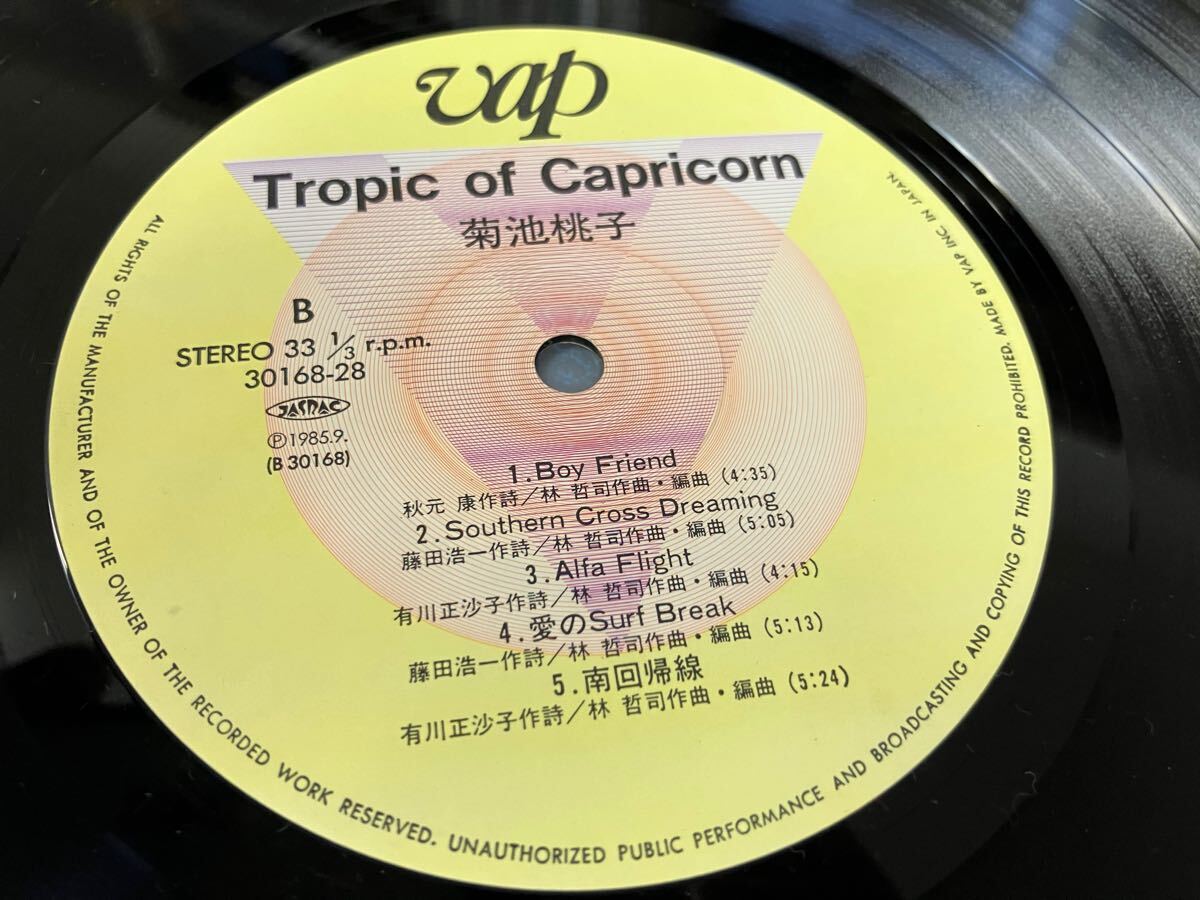 vap
Tropic of Capricorn
菊池桃子
B
STEREO 33 1/3 r.p.m.
30168-28
JASRAC
Ⓟ1985.9.
(B 30168)
1.Boy Friend
秋元 康作詩/林 哲司作曲・編曲(4:35)
2.Southern Cross Dreaming
藤田浩一作詩/林 哲司作曲・編曲(5:05)
3.Alfa Flight
有川正沙子作詩/林 哲司作曲・編曲(4:15)
4.愛のSurf Break
藤田浩一作詩/林 哲司作曲・編曲(5:13)
5.南回帰線
有川正沙子作詩/林 哲司作曲・編曲(5:24)
ALL RIGHTS OF THE MANUFACTURER AND OF THE OWNER OF THE RECORDED WORK RESERVED. UNAUTHORIZED PUBLIC PERFORMANCE AND BROADCASTING AND COPYING OF THIS RECORD PROHIBITED. MADE BY VAP INC. IN JAPAN.